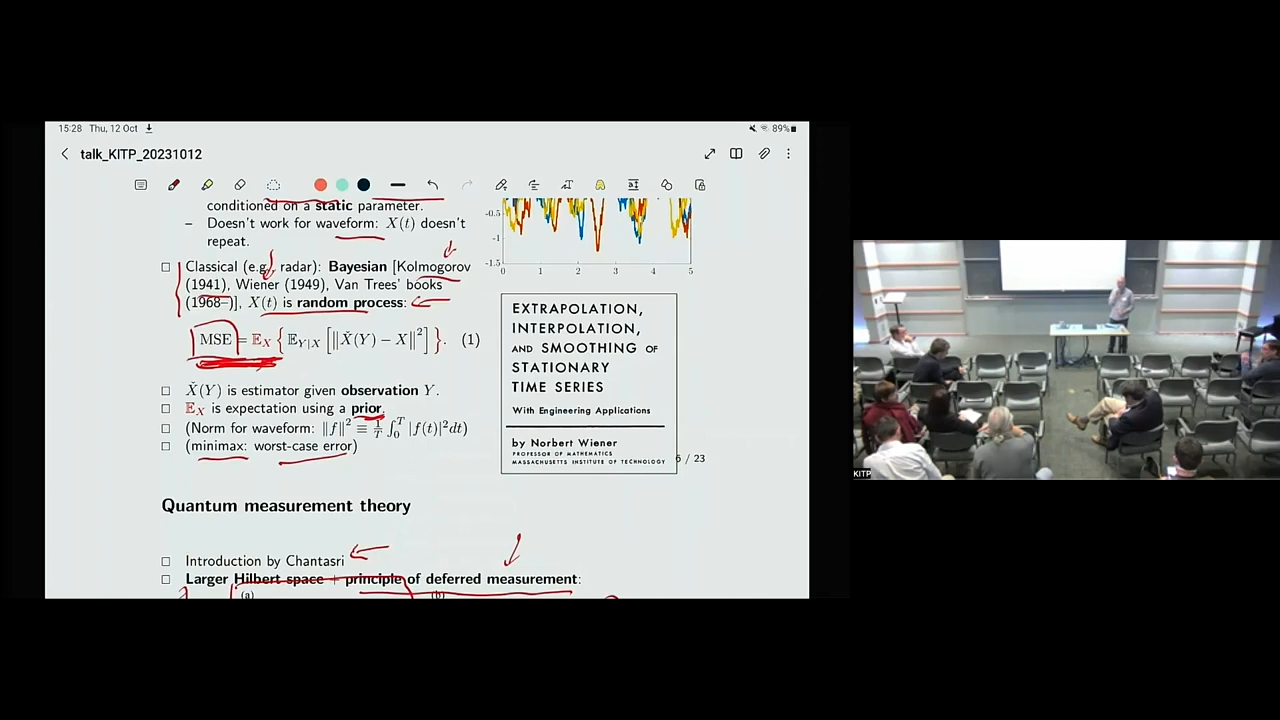 15:28 Thu, 12 Oct
89%
talk_KITP_20231012
conditioned on a static parameter.
– Doesn't work for waveform: X(t) doesn't
repeat.
□ Classical (e.g., radar): Bayesian [Kolmogorov
(1941), Wiener (1949), Van Trees' books
(1968–)], X(t) is random process:
MSE = 𝔼_X { 𝔼_{Y|X} [ ‖X̌(Y) − X‖² ] }. (1)
□ X̌(Y) is estimator given observation Y.
□ 𝔼_X is expectation using a prior.
□ (Norm for waveform: ‖f‖² ≡ 1/T ∫₀ᵀ |f(t)|²dt)
□ (minimax: worst-case error)
-0.5
-1
-1.5
0 1 2 3 4 5
EXTRAPOLATION,
INTERPOLATION,
AND SMOOTHING OF
STATIONARY
TIME SERIES
With Engineering Applications
by Norbert Wiener
PROFESSOR OF MATHEMATICS
MASSACHUSETTS INSTITUTE OF TECHNOLOGY
/ 23
Quantum measurement theory
□ Introduction by Chantasri
□ Larger Hilbert space + principle of deferred measurement:
(a) (b)
KITP